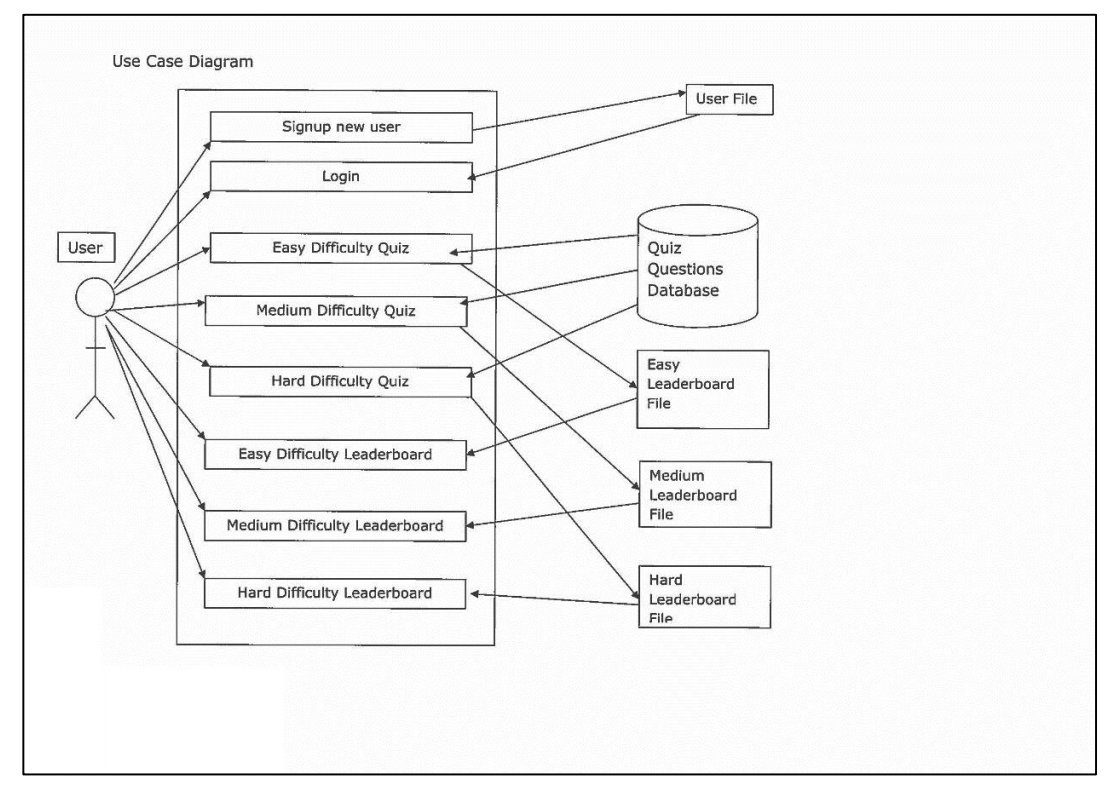 Use Case Diagram
Signup new user
User File
Login
User
Easy Difficulty Quiz
Quiz
Questions
Database
Medium Difficulty Quiz
Hard Difficulty Quiz
Easy
Leaderboard
File
Easy Difficulty Leaderboard
Medium
Leaderboard
File
Medium Difficulty Leaderboard
Hard
Leaderboard
File
Hard Difficulty Leaderboard